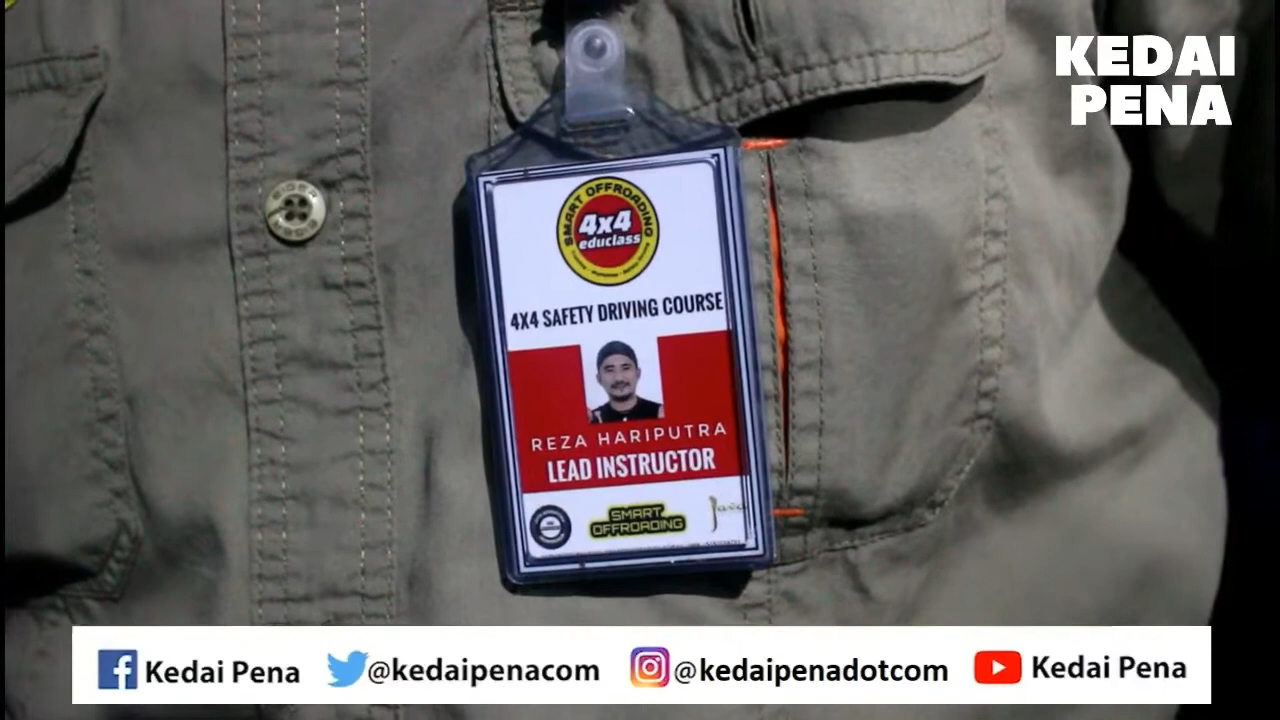 KEDAI
PENA
SMART OFFROADING
4x4
educlass
4X4 SAFETY DRIVING COURSE
REZA HARIPUTRA
LEAD INSTRUCTOR
SMART
OFFROADING
Java
Kedai Pena
@kedaipenacom
@kedaipenadotcom
Kedai Pena